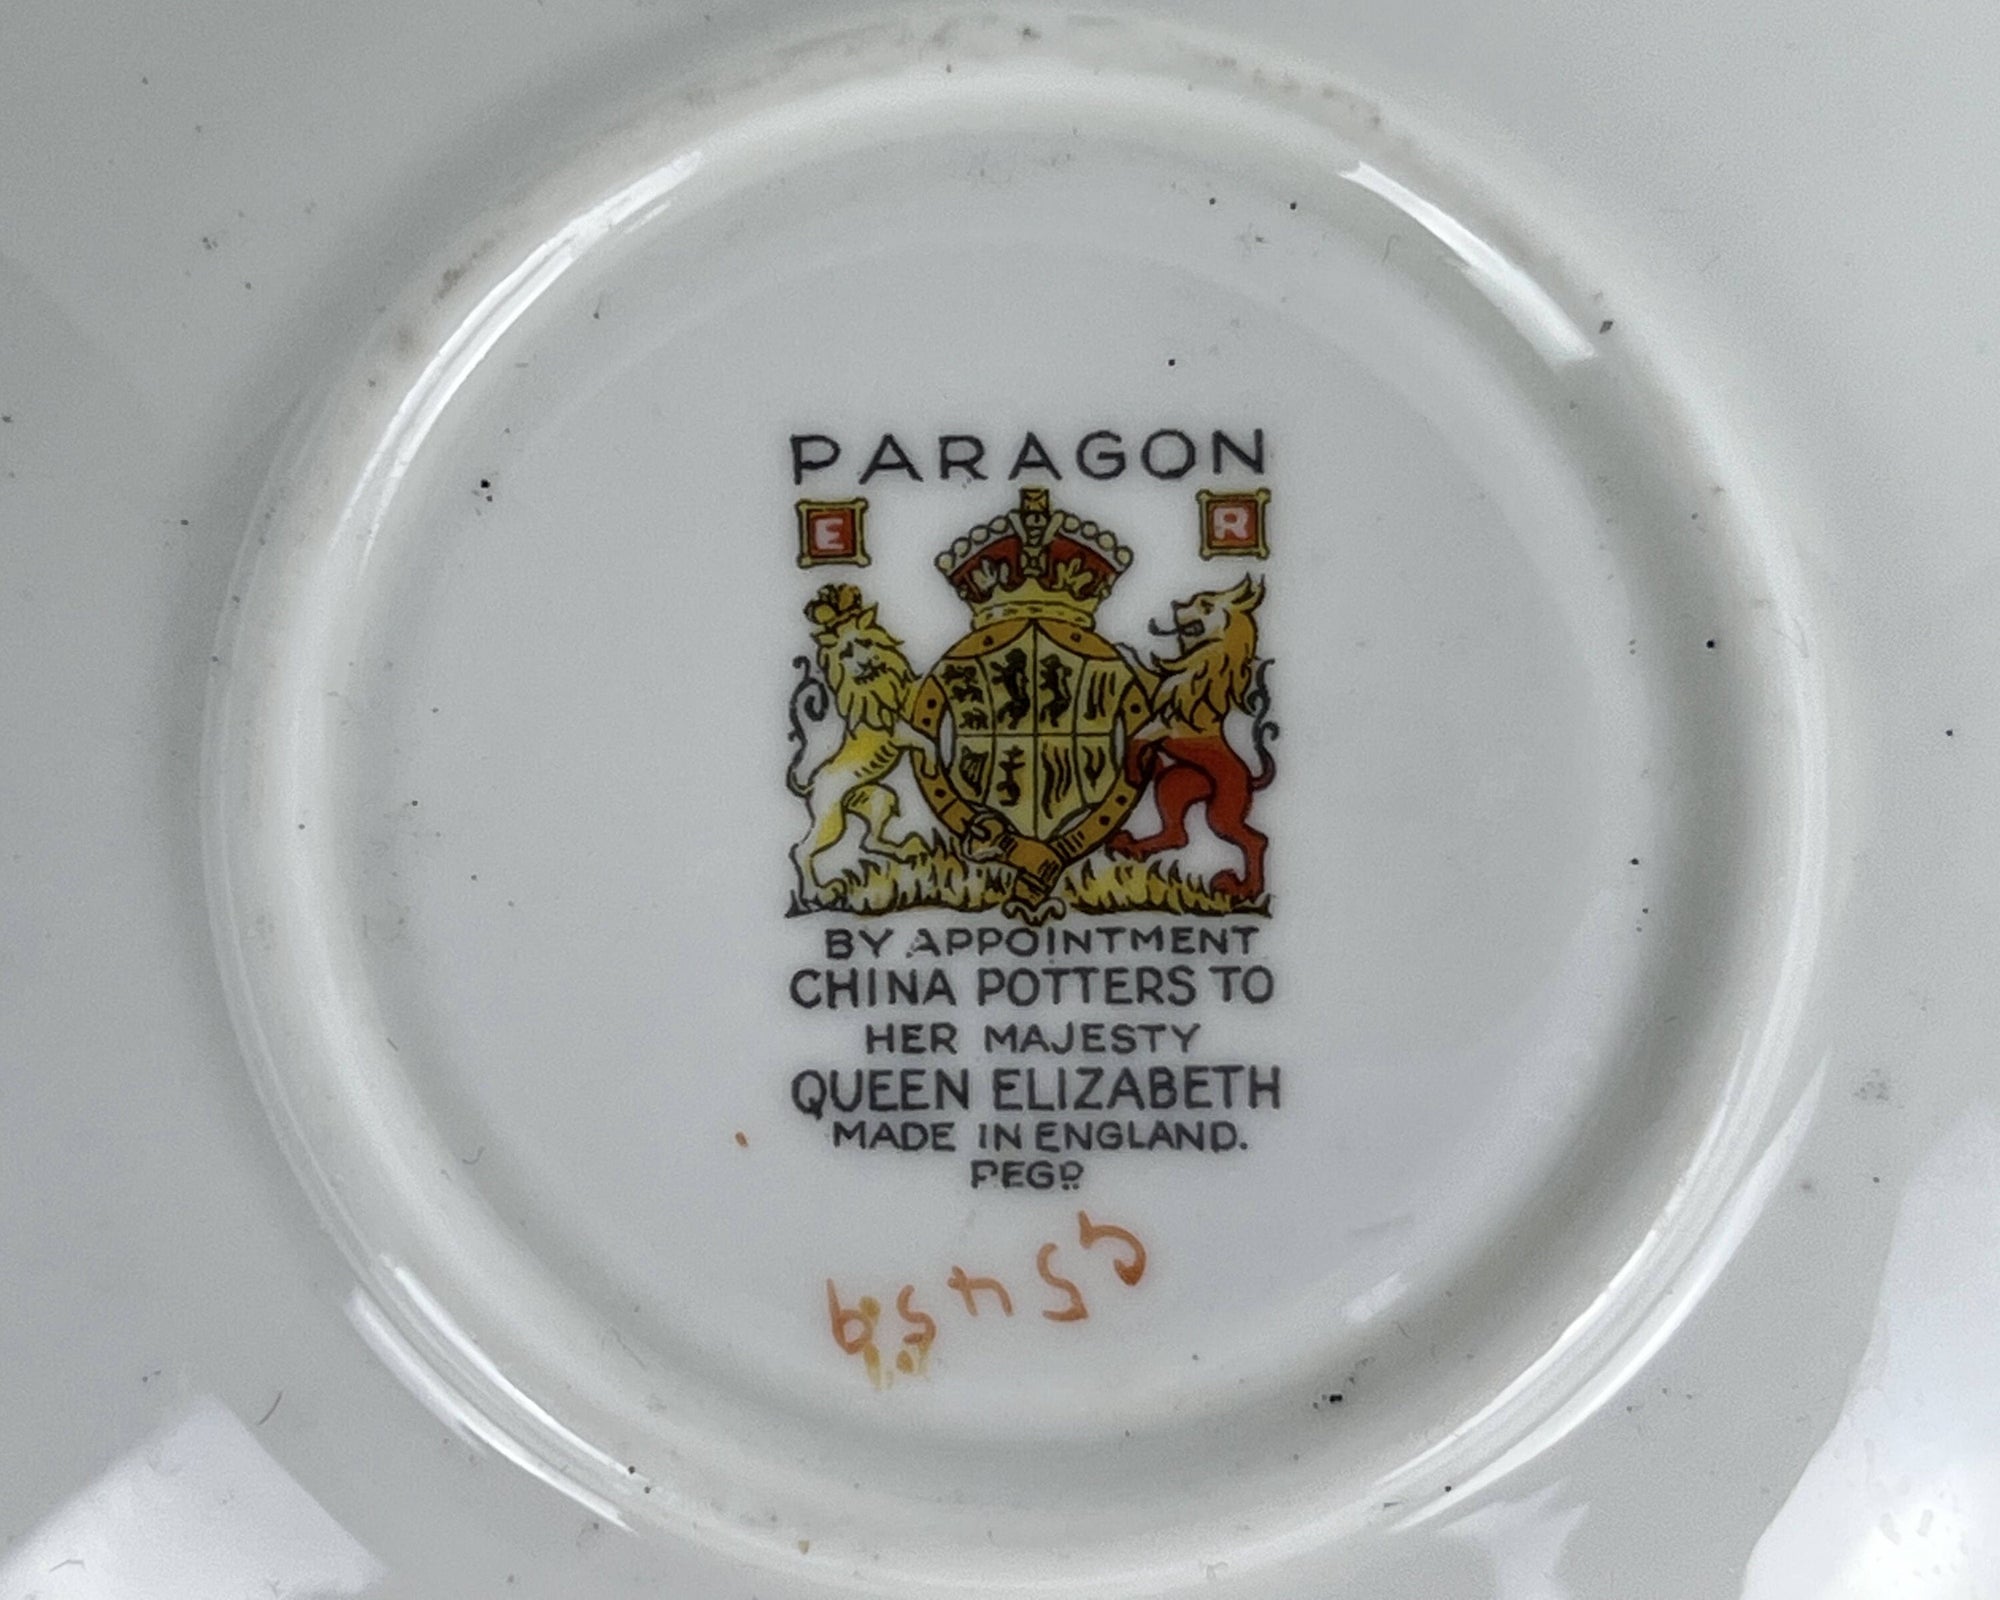 PARAGON
E R
BY APPOINTMENT
CHINA POTTERS TO
HER MAJESTY
QUEEN ELIZABETH
MADE IN ENGLAND.
REGD